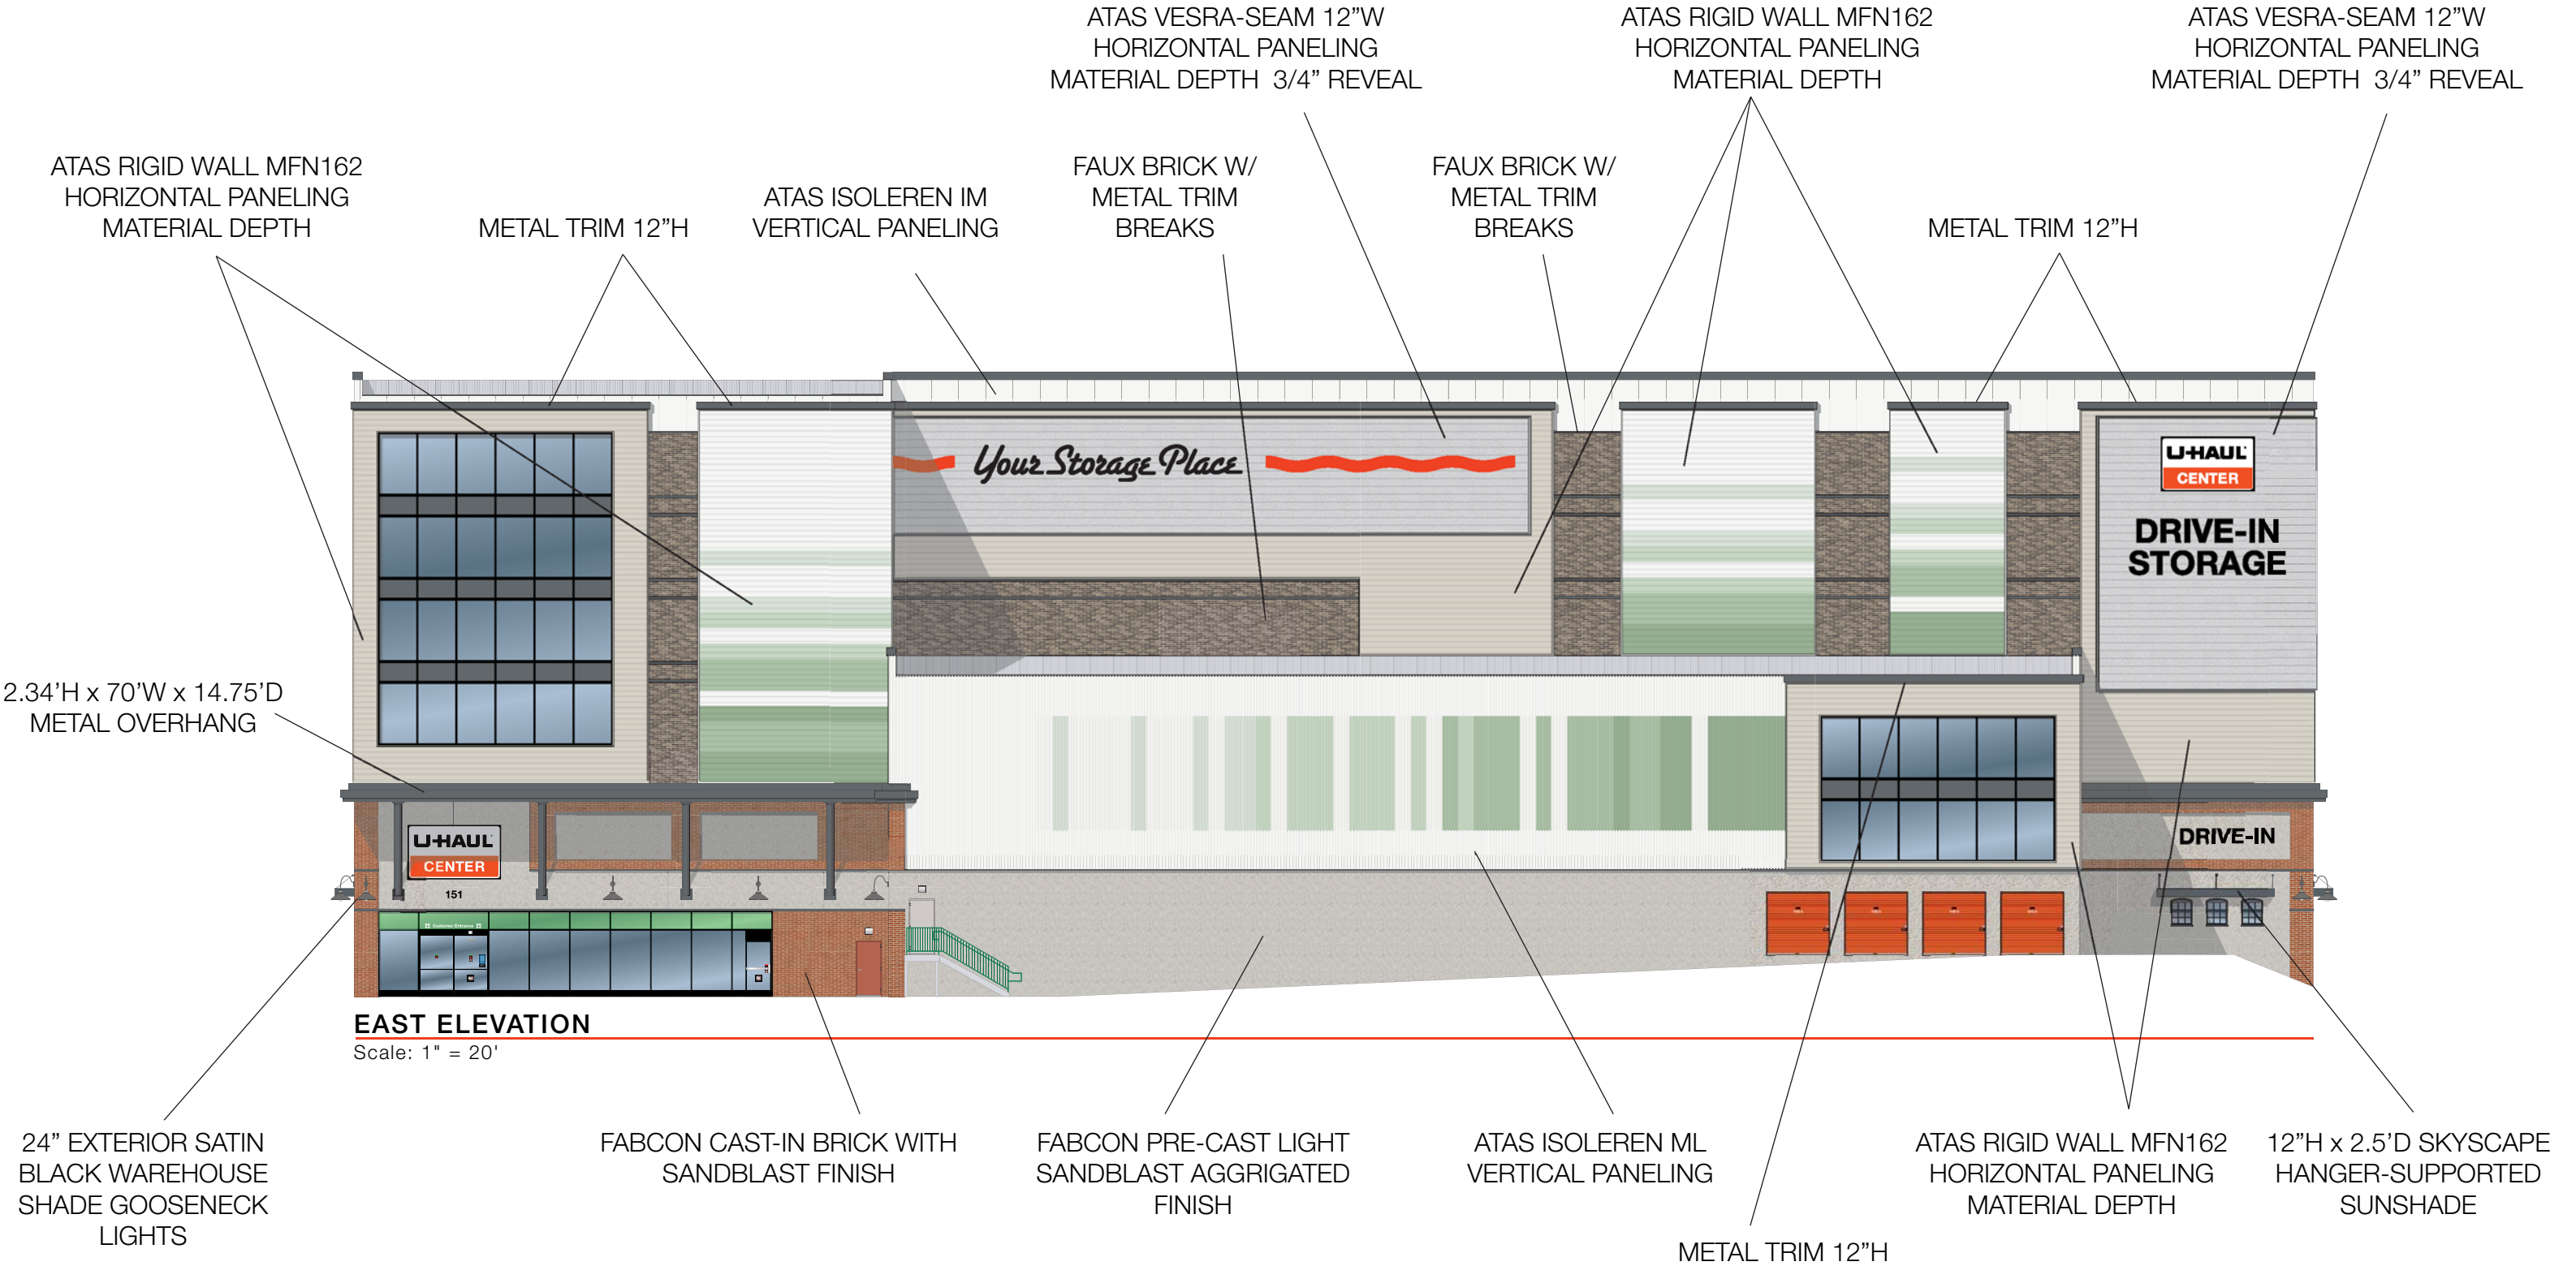 ATAS VESRA-SEAM 12”W
HORIZONTAL PANELING
MATERIAL DEPTH 3/4” REVEAL
ATAS RIGID WALL MFN162
HORIZONTAL PANELING
MATERIAL DEPTH
ATAS VESRA-SEAM 12”W
HORIZONTAL PANELING
MATERIAL DEPTH 3/4” REVEAL
ATAS RIGID WALL MFN162
HORIZONTAL PANELING
MATERIAL DEPTH
METAL TRIM 12”H
ATAS ISOLEREN IM
VERTICAL PANELING
FAUX BRICK W/
METAL TRIM
BREAKS
FAUX BRICK W/
METAL TRIM
BREAKS
METAL TRIM 12”H
Your Storage Place
U-HAUL
CENTER
DRIVE-IN
STORAGE
2.34’H x 70’W x 14.75’D
METAL OVERHANG
U-HAUL
CENTER
151
DRIVE-IN
Customer Entrance
EAST ELEVATION
Scale: 1" = 20'
24” EXTERIOR SATIN
BLACK WAREHOUSE
SHADE GOOSENECK
LIGHTS
FABCON CAST-IN BRICK WITH
SANDBLAST FINISH
FABCON PRE-CAST LIGHT
SANDBLAST AGGRIGATED
FINISH
ATAS ISOLEREN ML
VERTICAL PANELING
METAL TRIM 12”H
ATAS RIGID WALL MFN162
HORIZONTAL PANELING
MATERIAL DEPTH
12”H x 2.5’D SKYSCAPE
HANGER-SUPPORTED
SUNSHADE